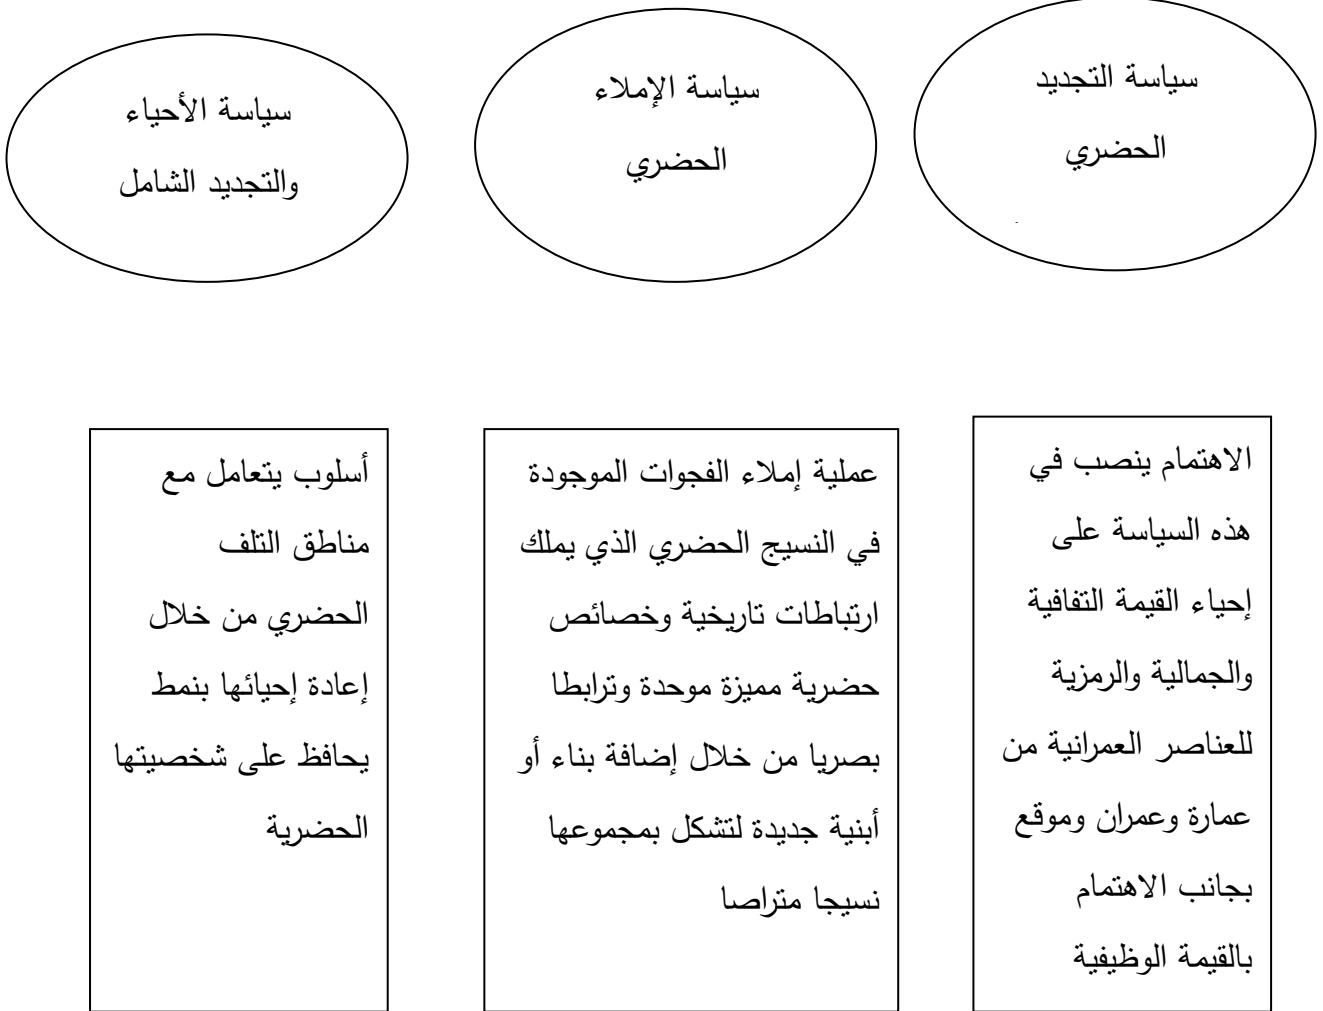 سياسة التجديد
الحضري
سياسة الإملاء
الحضري
سياسة الأحياء
والتجديد الشامل
الاهتمام ينصب في
هذه السياسة على
إحياء القيمة التفافية
والجمالية والرمزية
للعناصر العمرانية من
عمارة وعمران وموقع
بجانب الاهتمام
بالقيمة الوظيفية
عملية إملاء الفجوات الموجودة
في النسيج الحضري الذي يملك
ارتباطات تاريخية وخصائص
حضرية مميزة موحدة وترابطا
بصريا من خلال إضافة بناء أو
أبنية جديدة لتشكل بمجموعها
نسيجا متراصا
أسلوب يتعامل مع
مناطق التلف
الحضري من خلال
إعادة إحيائها بنمط
يحافظ على شخصيتها
الحضرية